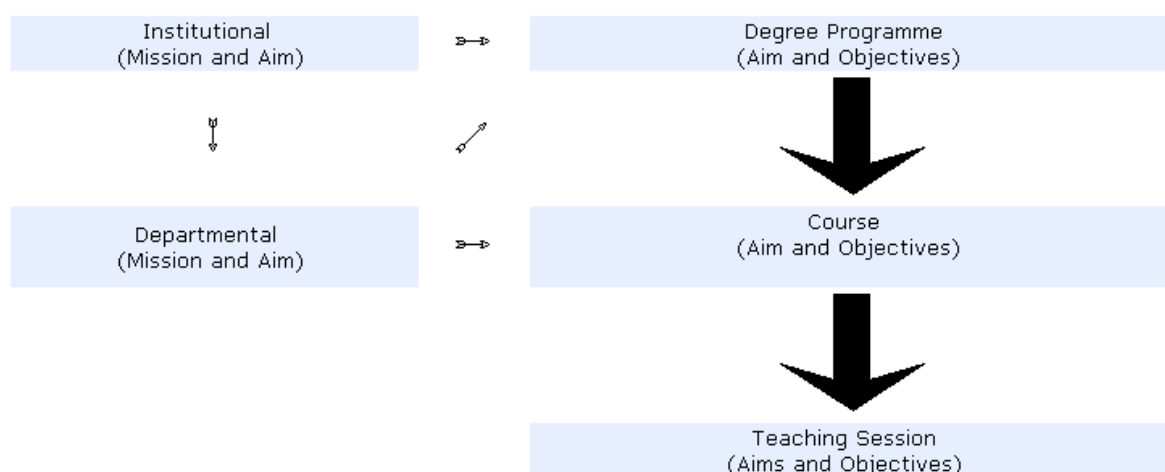 Institutional
(Mission and Aim)
Degree Programme
(Aim and Objectives)
Departmental
(Mission and Aim)
Course
(Aim and Objectives)
Teaching Session
(Aims and Objectives)